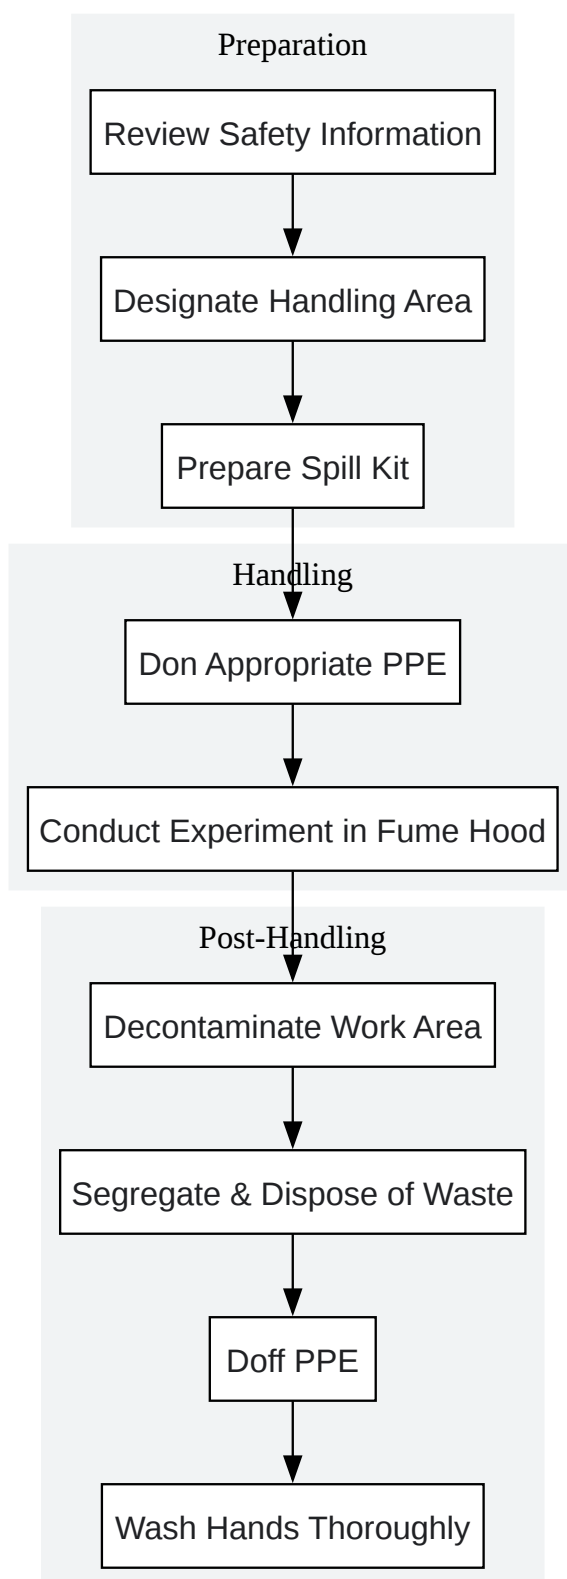 Preparation
Review Safety Information
Designate Handling Area
Prepare Spill Kit
Handling
Don Appropriate PPE
Conduct Experiment in Fume Hood
Post-Handling
Decontaminate Work Area
Segregate & Dispose of Waste
Doff PPE
Wash Hands Thoroughly